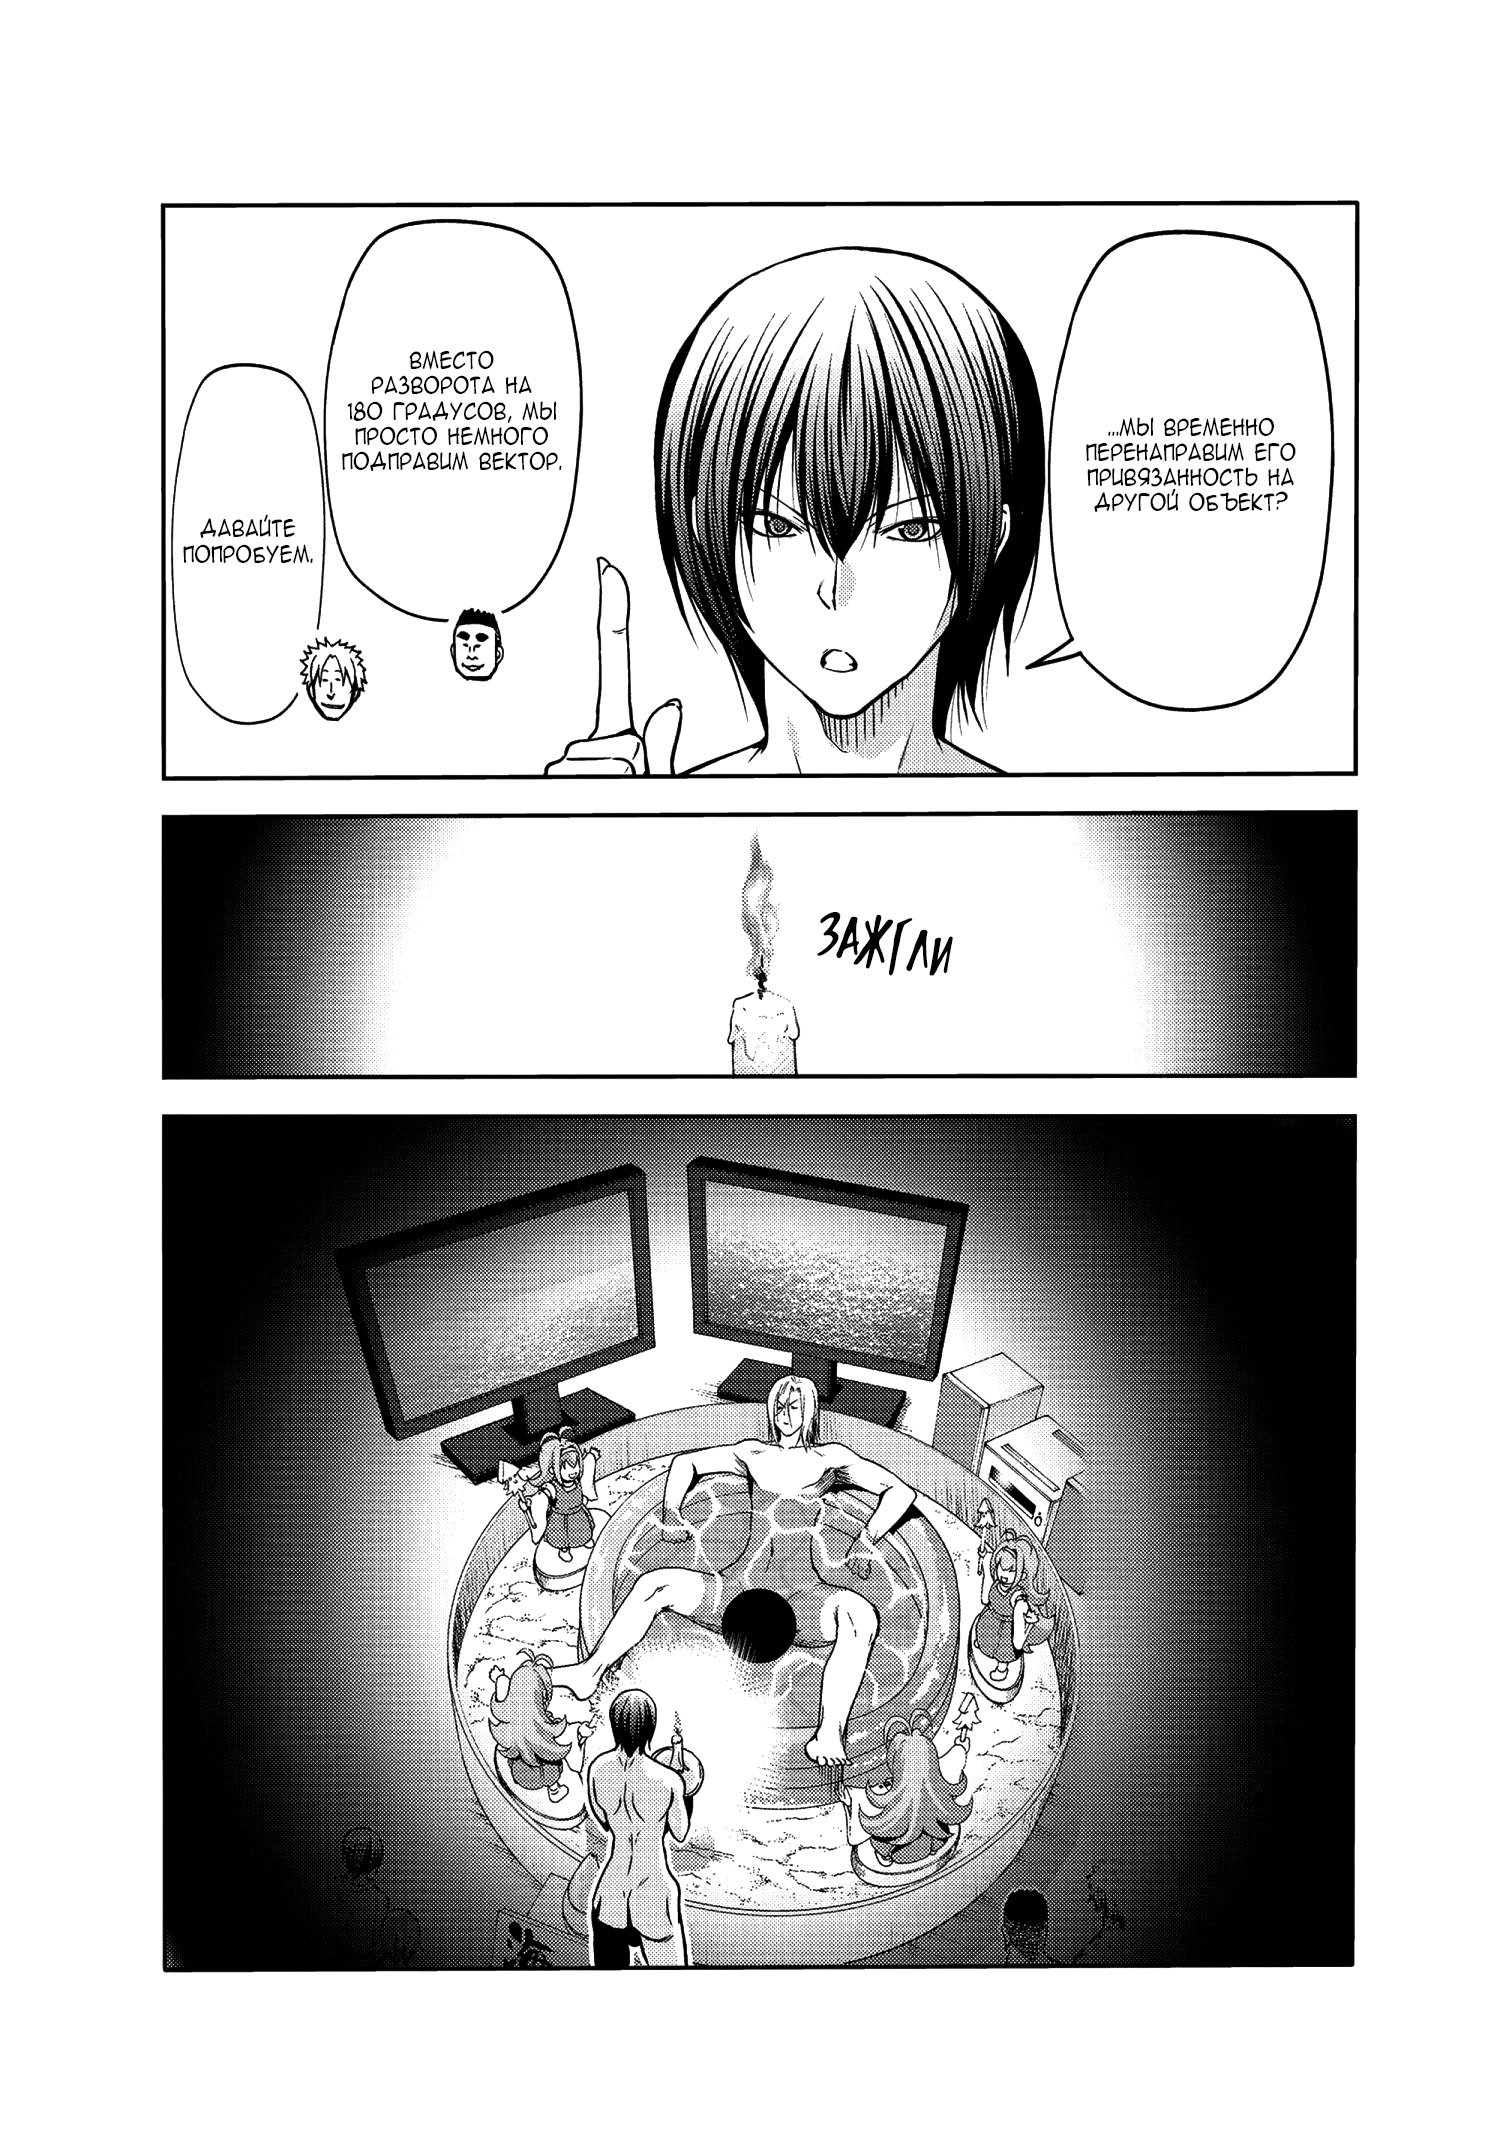 ...МЫ ВРЕМЕННО
ПЕРЕНАПРАВИМ ЕГО
ПРИВЯЗАННОСТЬ НА
ДРУГОЙ ОБЪЕКТ?
ВМЕСТО
РАЗВОРОТА НА
180 ГРАДУСОВ, МЫ
ПРОСТО НЕМНОГО
ПОДПРАВИМ ВЕКТОР.
ДАВАЙТЕ
ПОПРОБУЕМ.
ЗАЖГЛИ